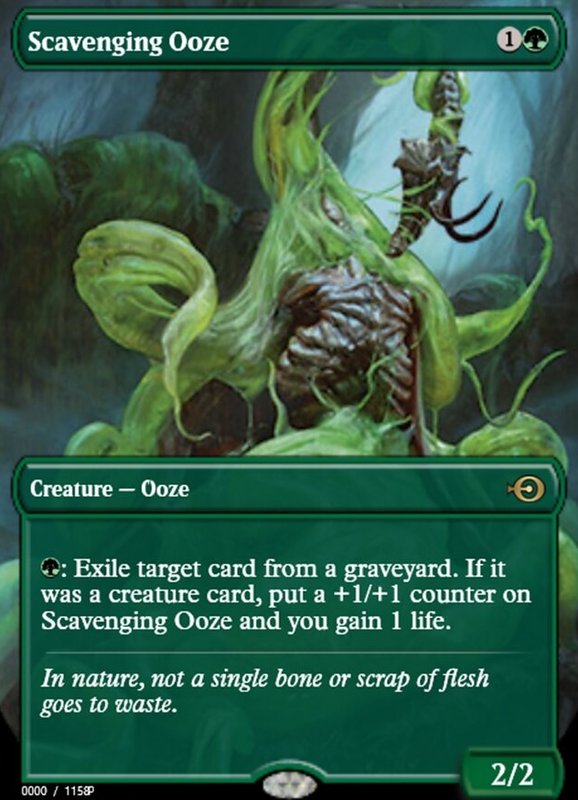 Scavenging Ooze 1
Creature — Ooze
: Exile target card from a graveyard. If it
was a creature card, put a +1/+1 counter on
Scavenging Ooze and you gain 1 life.
In nature, not a single bone or scrap of flesh
goes to waste.
2/2
0000 / 1158P